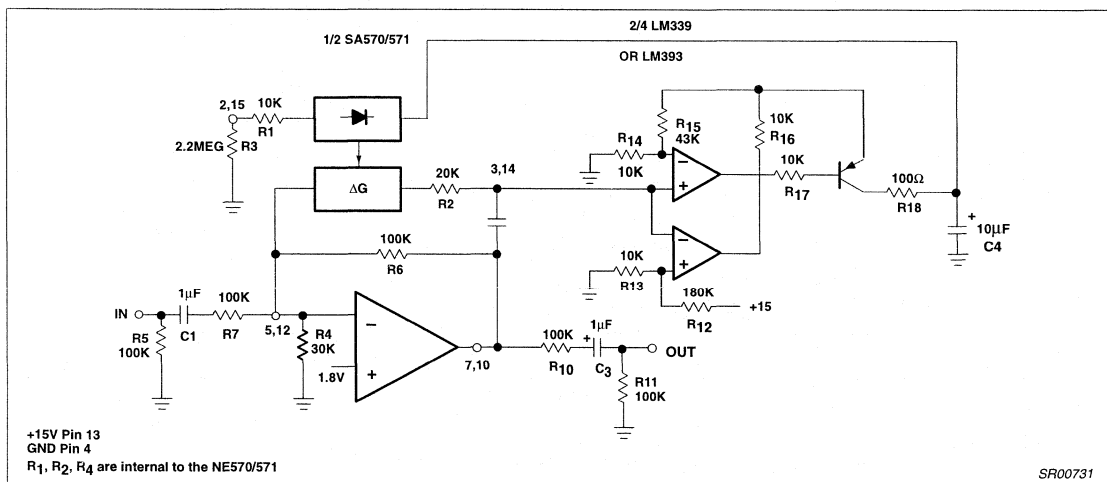 2/4 LM339
1/2 SA570/571
OR LM393
2,15
10K
R1
2.2MEG
R3
ΔG
20K
R2
3,14
R14
10K
R15
43K
−
+
10K
R16
10K
R17
100Ω
R18
+
10μF
C4
100K
R6
10K
R13
−
+
180K
R12
+15
IN
1μF
C1
100K
R7
R5
100K
5,12
R4
30K
−
+
1.8V
7,10
100K
R10
1μF
+
C3
OUT
R11
100K
+15V Pin 13
GND Pin 4
R1, R2, R4 are internal to the NE570/571
SR00731